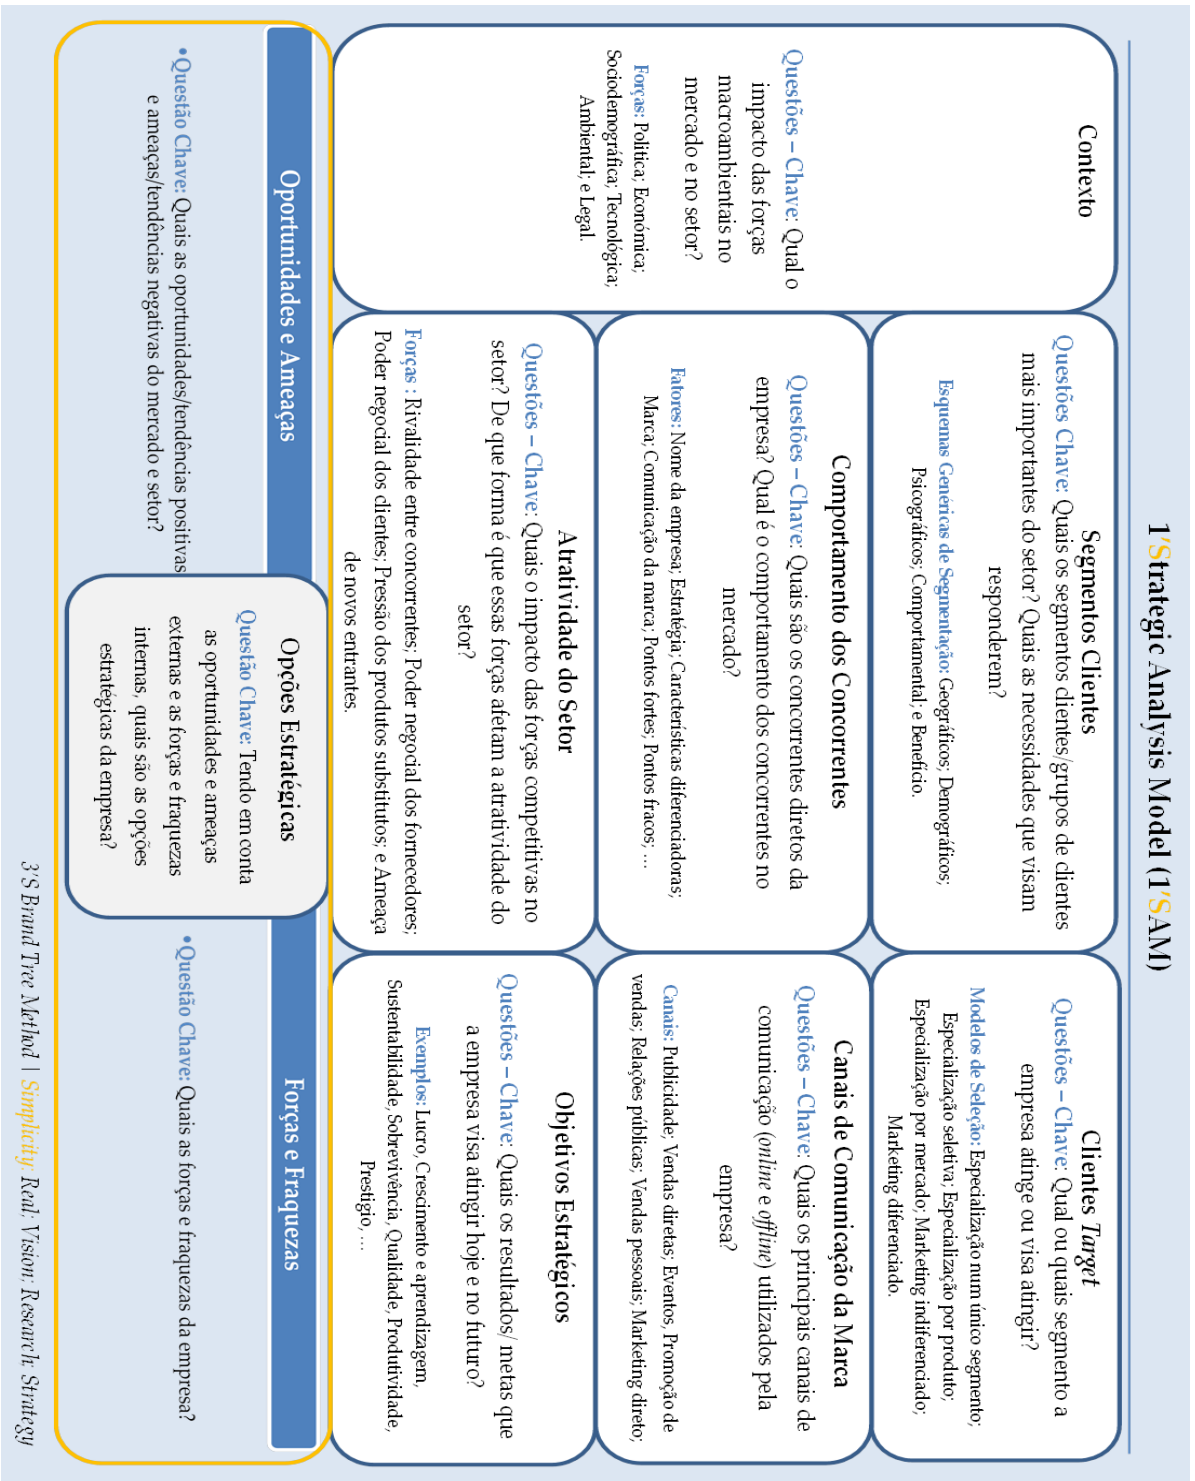 1'Strategic Analysis Model (1'SAM)
Contexto
Questões – Chave: Qual o
impacto das forças
macroambientais no
mercado e no setor?
Forças: Política; Económica;
Sociodemográfica; Tecnológica;
Ambiental; e Legal.
Segmentos Clientes
Questões Chave: Quais os segmentos clientes/grupos de clientes
mais importantes do setor? Quais as necessidades que visam
responderem?
Esquemas Genéricas de Segmentação: Geográficos; Demográficos;
Psicográficos; Comportamental; e Benefício.
Clientes Target
Questões – Chave: Qual ou quais segmento a
empresa atinge ou visa atingir?
Modelos de Seleção: Especialização num único segmento;
Especialização seletiva; Especialização por produto;
Especialização por mercado; Marketing indiferenciado;
Marketing diferenciado.
Comportamento dos Concorrentes
Questões – Chave: Quais são os concorrentes diretos da
empresa? Qual é o comportamento dos concorrentes no
mercado?
Fatores: Nome da empresa; Estratégia; Características diferenciadoras;
Marca; Comunicação da marca; Pontos fortes; Pontos fracos; ...
Canais de Comunicação da Marca
Questões – Chave: Quais os principais canais de
comunicação (online e offline) utilizados pela
empresa?
Canais: Publicidade; Vendas diretas; Eventos, Promoção de
vendas; Relações públicas; Vendas pessoais; Marketing direto;
Atratividade do Setor
Questões – Chave: Quais o impacto das forças competitivas no
setor? De que forma é que essas forças afetam a atratividade do
setor?
Forças : Rivalidade entre concorrentes; Poder negocial dos fornecedores;
Poder negocial dos clientes; Pressão dos produtos substitutos; e Ameaça
de novos entrantes.
Objetivos Estratégicos
Questões – Chave: Quais os resultados/ metas que
a empresa visa atingir hoje e no futuro?
Exemplos: Lucro, Crescimento e aprendizagem,
Sustentabilidade, Sobrevivência, Qualidade, Produtividade,
Prestigio, ...
Oportunidades e Ameaças
•Questão Chave: Quais as oportunidades/tendências positivas
e ameaças/tendências negativas do mercado e setor?
Opções Estratégicas
Questão Chave: Tendo em conta
as oportunidades e ameaças
externas e as forças e fraquezas
internas, quais são as opções
estratégicas da empresa?
Forças e Fraquezas
•Questão Chave: Quais as forças e fraquezas da empresa?
3'S Brand Tree Method | Simplicity: Real; Vision; Research; Strategy